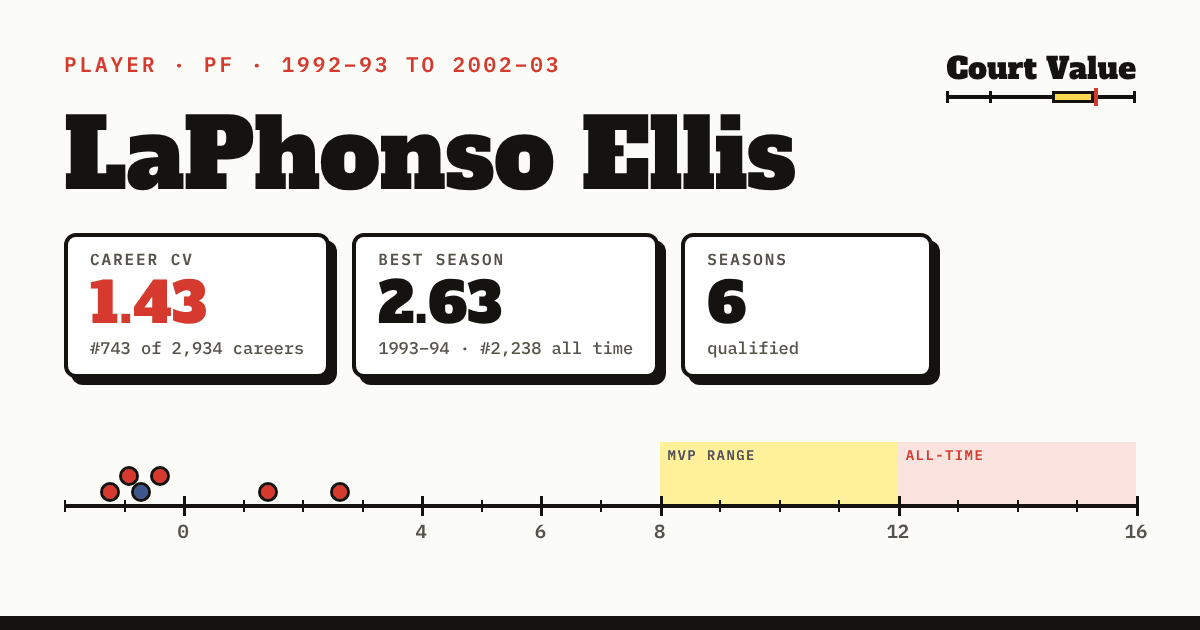 PLAYER · PF · 1992–93 TO 2002–03
Court Value
LaPhonso Ellis
CAREER CV
1.43
#743 of 2,934 careers
BEST SEASON
2.63
1993–94 · #2,238 all time
SEASONS
6
qualified
MVP RANGE
ALL-TIME
0 4 6 8 12 16